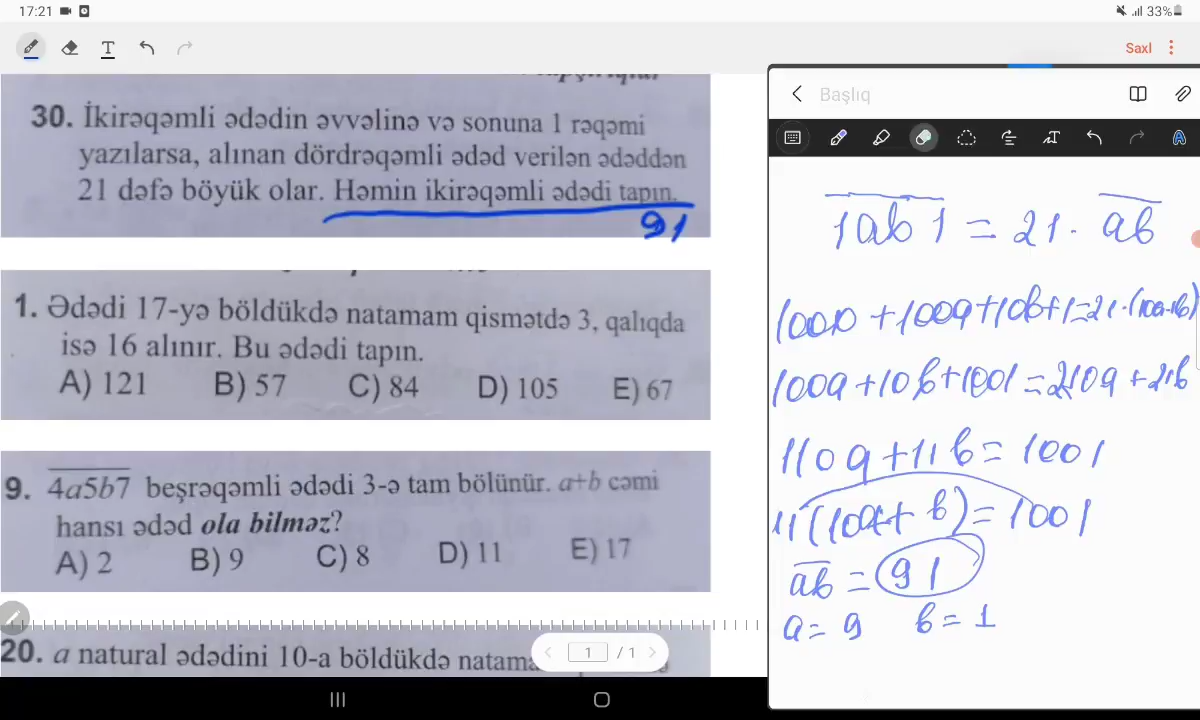 17:21
33%
T
Saxl
30. İkirəqəmli ədədin əvvəlinə və sonuna 1 rəqəmi
yazılarsa, alınan dördrəqəmli ədəd verilən ədəddən
21 dəfə böyük olar. Həmin ikirəqəmli ədədi tapın.
91
1. Ədədi 17-yə böldükdə natamam qismətdə 3, qalıqda
isə 16 alınır. Bu ədədi tapın.
A) 121 B) 57 C) 84 D) 105 E) 67
9. 4a5b7 beşrəqəmli ədədi 3-ə tam bölünür. a+b cəmi
hansı ədəd ola bilməz?
A) 2 B) 9 C) 8 D) 11 E) 17
20. a natural ədədini 10-a böldükdə
1 / 1
Başlıq
1ab1 = 21 · ab
1000 + 100a + 10b + 1 = 21 · (10a+b)
100a + 10b + 1001 = 210a + 21b
110a + 11b = 1001
11(10a + b) = 1001
ab = 91
a = 9 b = 1